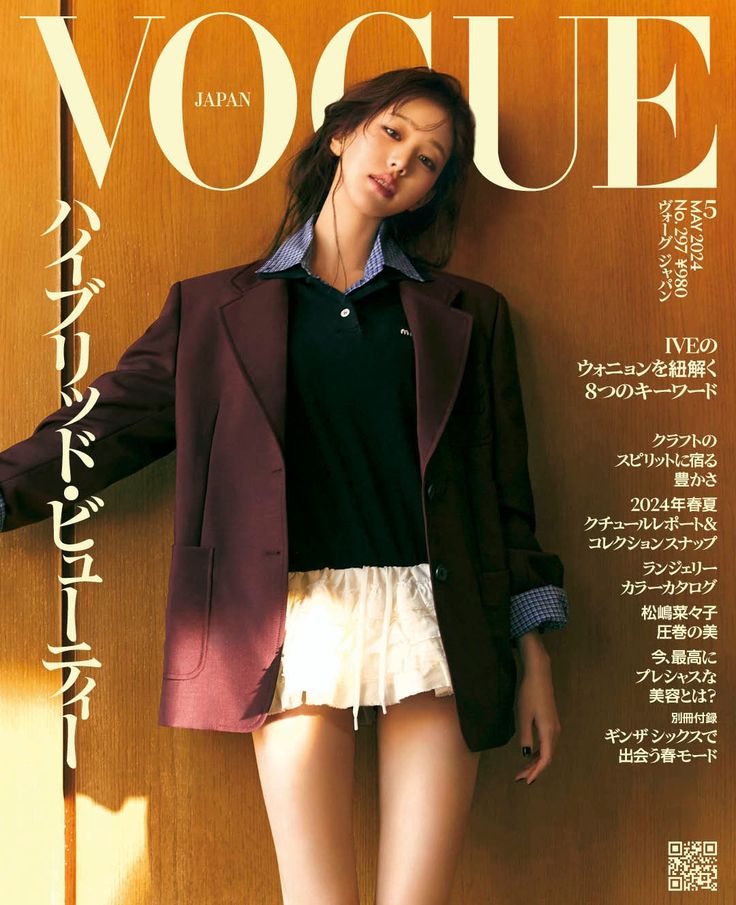 VOGUE
JAPAN
ハイブリッド・ビューティー
5
MAY 2024
No. 297 ¥980
ヴォーグ ジャパン
IVEの
ウォニョンを紐解く
8つのキーワード
クラフトの
スピリットに宿る
豊かさ
2024年春夏
クチュールレポート&
コレクションスナップ
ランジェリー
カラーカタログ
松嶋菜々子
圧巻の美
今、最高に
プレシャスな
美容とは?
別冊付録
ギンザ シックスで
出会う春モード